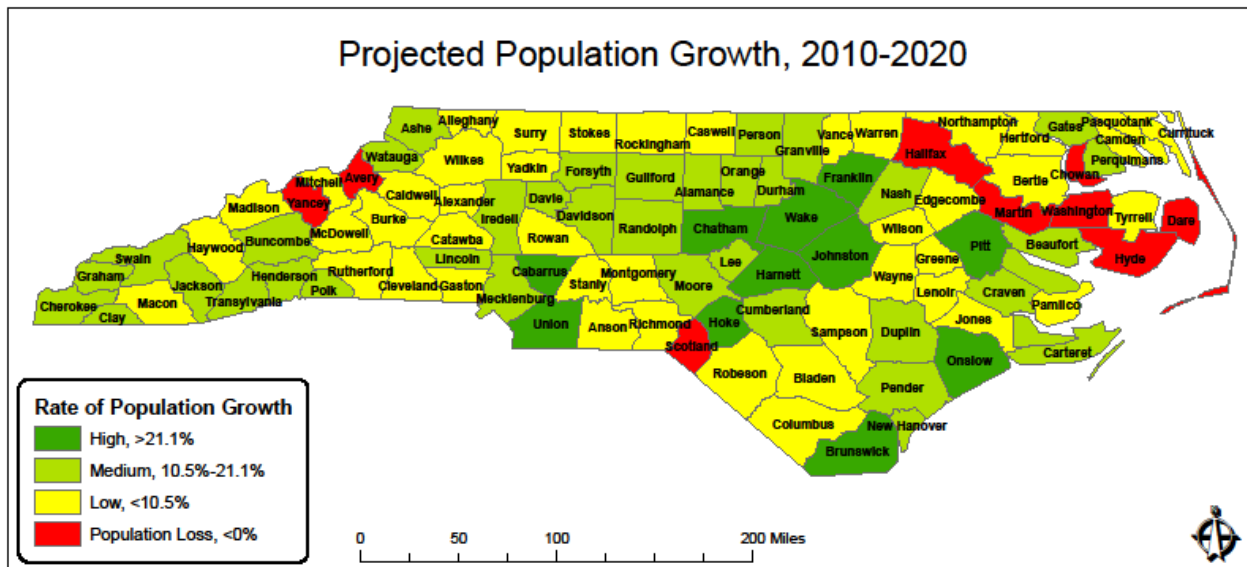 Projected Population Growth, 2010-2020
Alleghany
Ashe
Surry
Stokes
Rockingham
Caswell
Person
Granville
Vance
Warren
Northampton
Hertford
Gates
Pasquotank
Camden
Currituck
Watauga
Wilkes
Yadkin
Forsyth
Guilford
Alamance
Orange
Durham
Franklin
Halifax
Bertie
Chowan
Perquimans
Mitchell
Avery
Yancey
Caldwell
Alexander
Iredell
Davie
Davidson
Randolph
Chatham
Wake
Nash
Edgecombe
Martin
Washington
Tyrrell
Dare
Madison
Burke
McDowell
Catawba
Rowan
Wilson
Johnston
Pitt
Beaufort
Hyde
Haywood
Buncombe
Swain
Graham
Jackson
Henderson
Rutherford
Cleveland
Lincoln
Gaston
Cabarrus
Stanly
Montgomery
Moore
Lee
Harnett
Wayne
Greene
Lenoir
Craven
Pamlico
Cherokee
Clay
Macon
Transylvania
Polk
Mecklenburg
Union
Anson
Richmond
Scotland
Hoke
Cumberland
Sampson
Duplin
Jones
Onslow
Carteret
Robeson
Bladen
Pender
Columbus
New Hanover
Brunswick
Rate of Population Growth
High, >21.1%
Medium, 10.5%-21.1%
Low, <10.5%
Population Loss, <0%
0 50 100 200 Miles